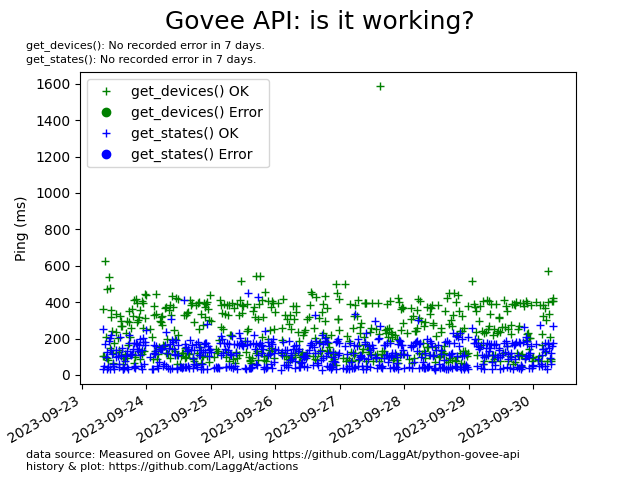 Govee API: is it working?
get_devices(): No recorded error in 7 days.
get_states(): No recorded error in 7 days.
get_devices() OK
get_devices() Error
get_states() OK
get_states() Error
Ping (ms)
1600
1400
1200
1000
800
600
400
200
0
2023-09-23
2023-09-24
2023-09-25
2023-09-26
2023-09-27
2023-09-28
2023-09-29
2023-09-30
data source: Measured on Govee API, using https://github.com/LaggAt/python-govee-api
history & plot: https://github.com/LaggAt/actions